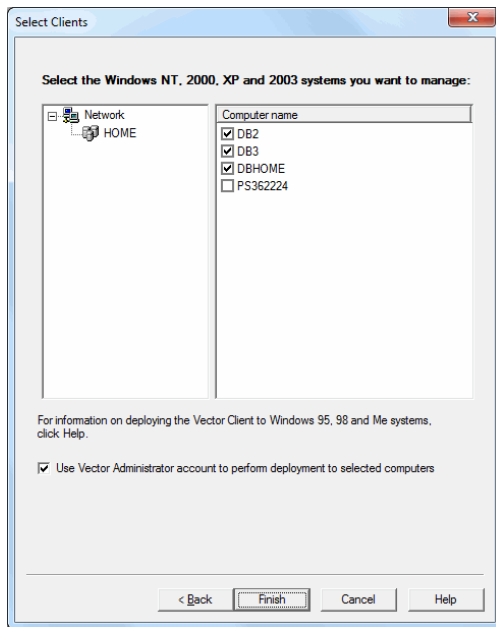 Select Clients
Select the Windows NT, 2000, XP and 2003 systems you want to manage:
Network
HOME
Computer name
DB2
DB3
DBHOME
PS362224
For information on deploying the Vector Client to Windows 95, 98 and Me systems,
click Help.
Use Vector Administrator account to perform deployment to selected computers
< Back
Finish
Cancel
Help